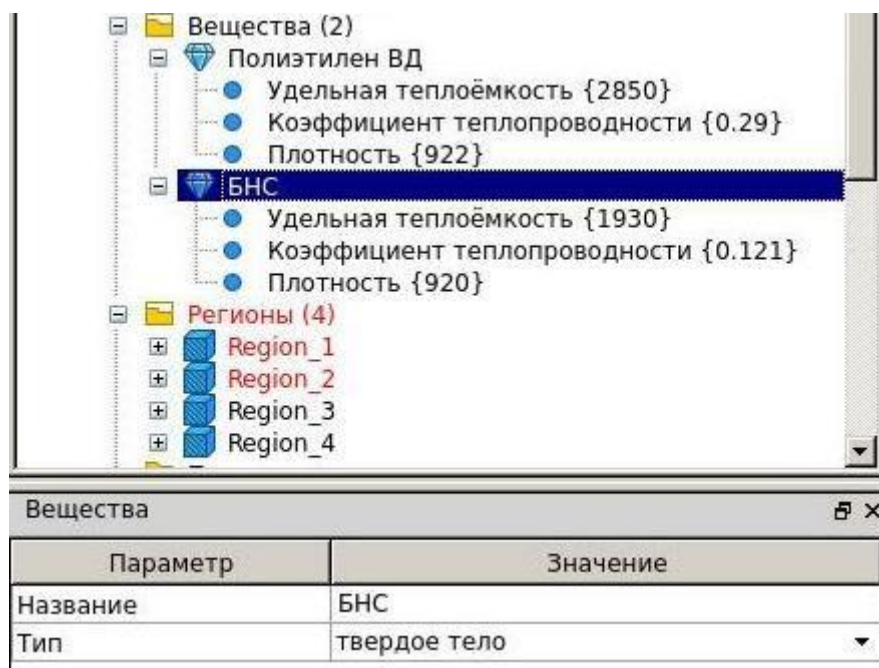 Вещества (2)
Полиэтилен ВД
Удельная теплоёмкость {2850}
Коэффициент теплопроводности {0.29}
Плотность {922}
БНС
Удельная теплоёмкость {1930}
Коэффициент теплопроводности {0.121}
Плотность {920}
Регионы (4)
Region_1
Region_2
Region_3
Region_4
Вещества
Параметр Значение
Название БНС
Тип твердое тело